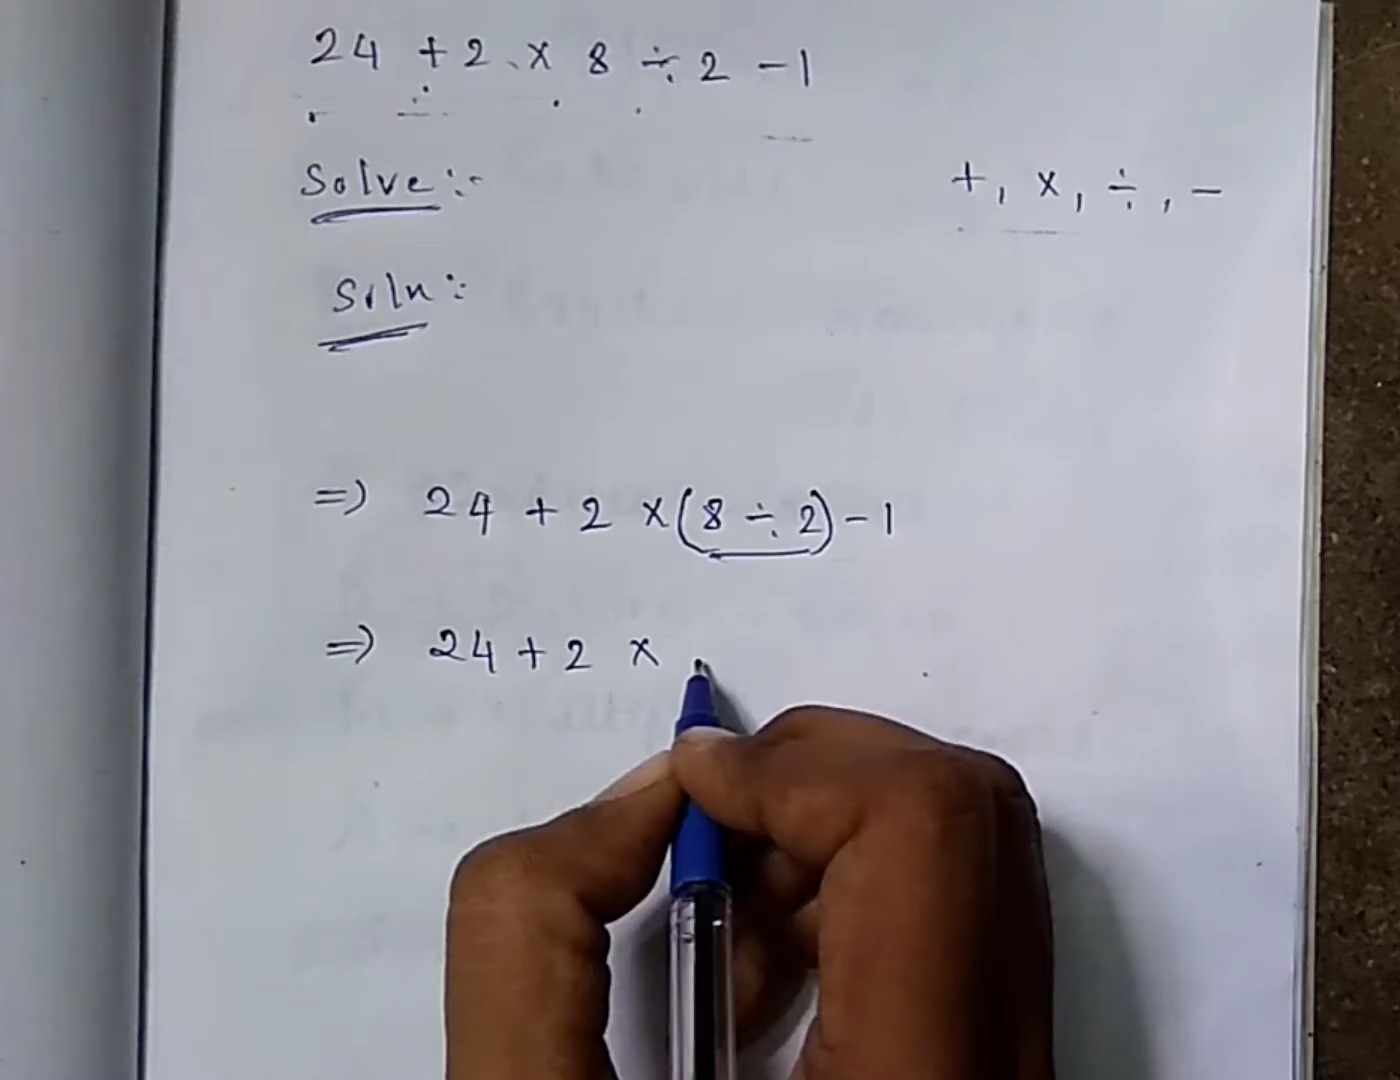 24 + 2 × 8 ÷ 2 - 1
Solve:-
+, ×, ÷, -
Soln:
=) 24 + 2 × (8 ÷ 2) - 1
=) 24 + 2 ×